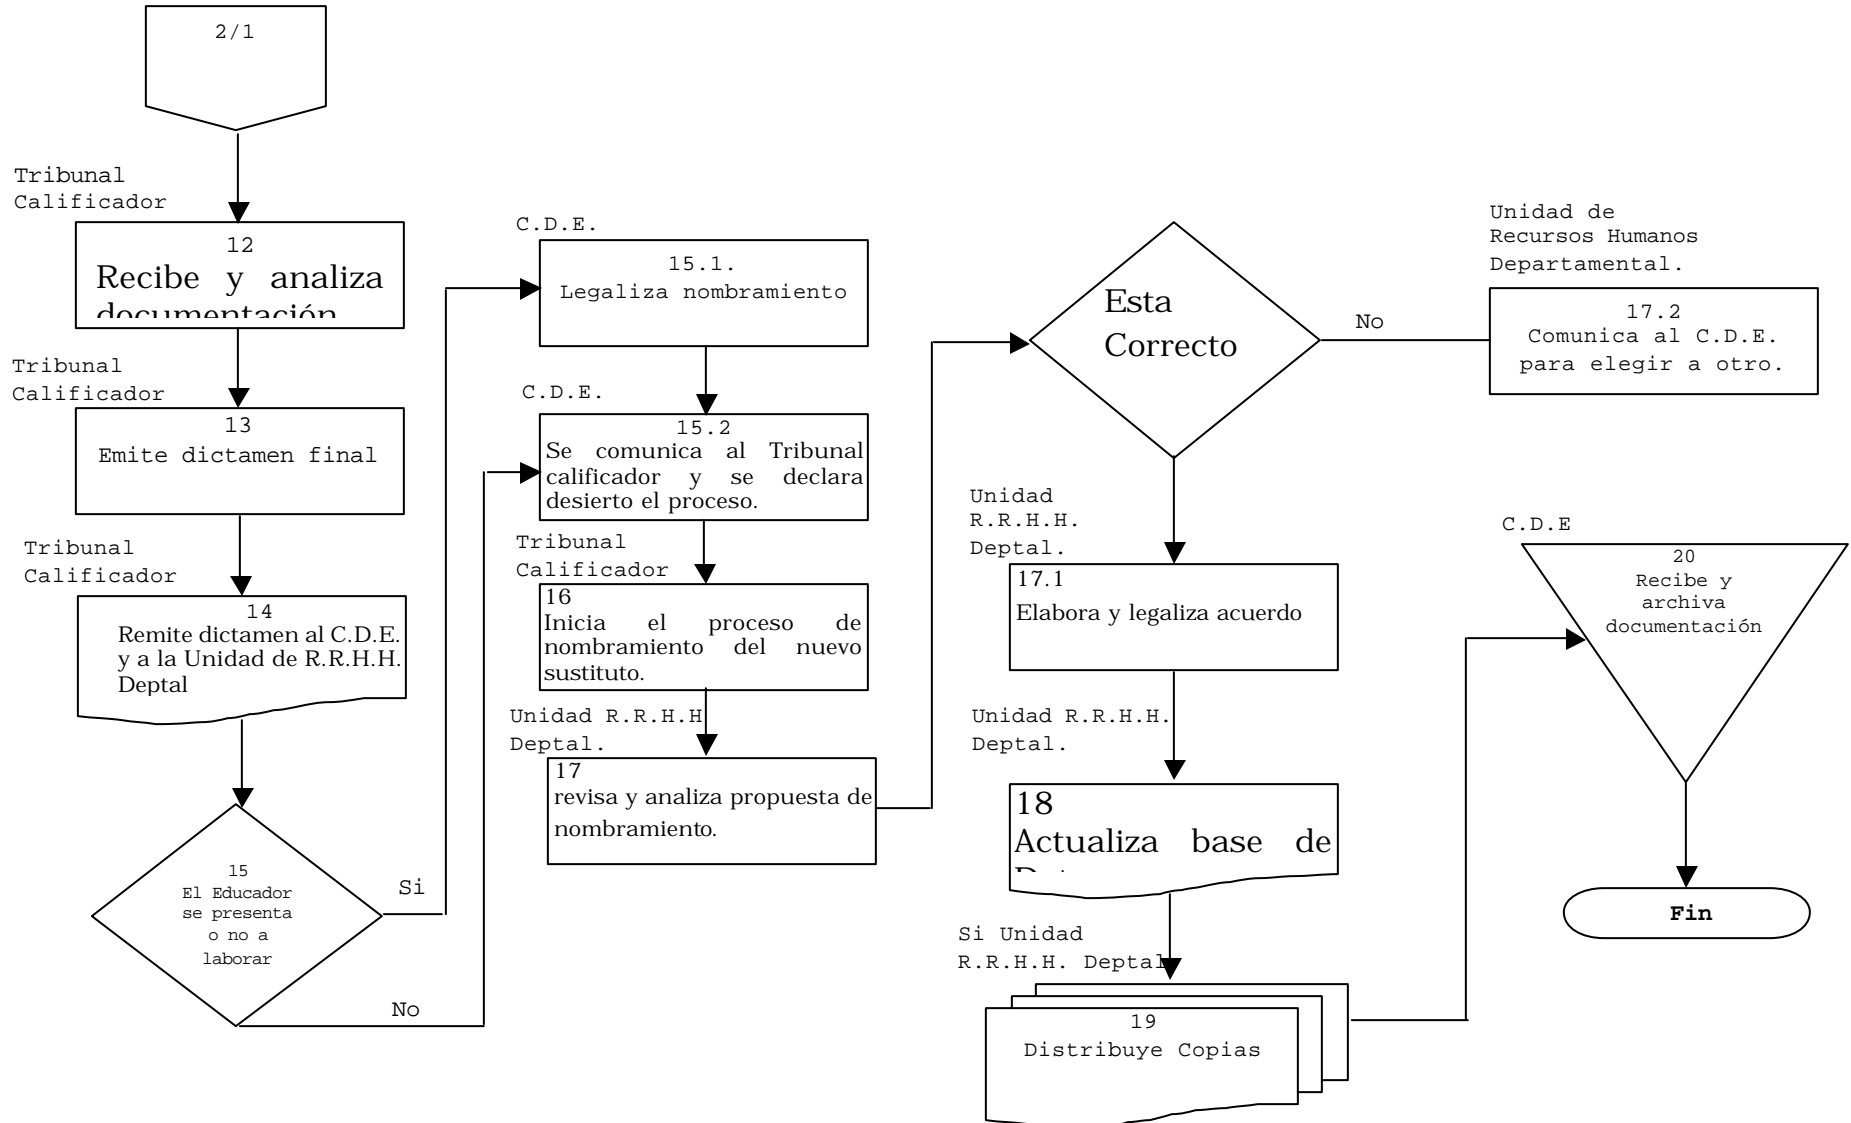 2/1
Tribunal
Calificador
12
Recibe y analiza
documentación
Tribunal
Calificador
13
Emite dictamen final
Tribunal
Calificador
14
Remite dictamen al C.D.E.
y a la Unidad de R.R.H.H.
Deptal
15
El Educador
se presenta
o no a
laborar
Si
No
C.D.E.
15.1.
Legaliza nombramiento
C.D.E.
15.2
Se comunica al Tribunal
calificador y se declara
desierto el proceso.
Tribunal
Calificador
16
Inicia el proceso de
nombramiento del nuevo
sustituto.
Unidad R.R.H.H
Deptal.
17
revisa y analiza propuesta de
nombramiento.
Esta
Correcto
No
Unidad de
Recursos Humanos
Departamental.
17.2
Comunica al C.D.E.
para elegir a otro.
Unidad
R.R.H.H.
Deptal.
17.1
Elabora y legaliza acuerdo
Unidad R.R.H.H.
Deptal.
18
Actualiza base de
Si Unidad
R.R.H.H. Deptal
19
Distribuye Copias
C.D.E
20
Recibe y
archiva
documentación
Fin